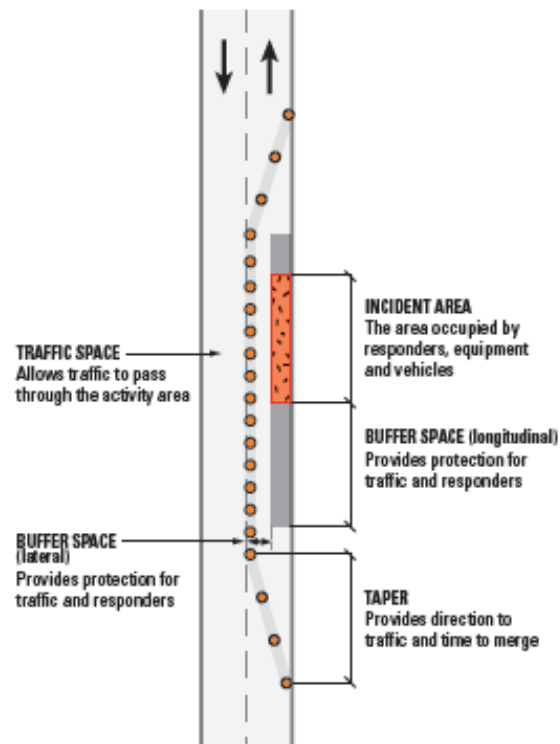 INCIDENT AREA
The area occupied by
responders, equipment
and vehicles
TRAFFIC SPACE
Allows traffic to pass
through the activity area
BUFFER SPACE (longitudinal)
Provides protection for
traffic and responders
BUFFER SPACE
(lateral)
Provides protection for
traffic and responders
TAPER
Provides direction to
traffic and time to merge